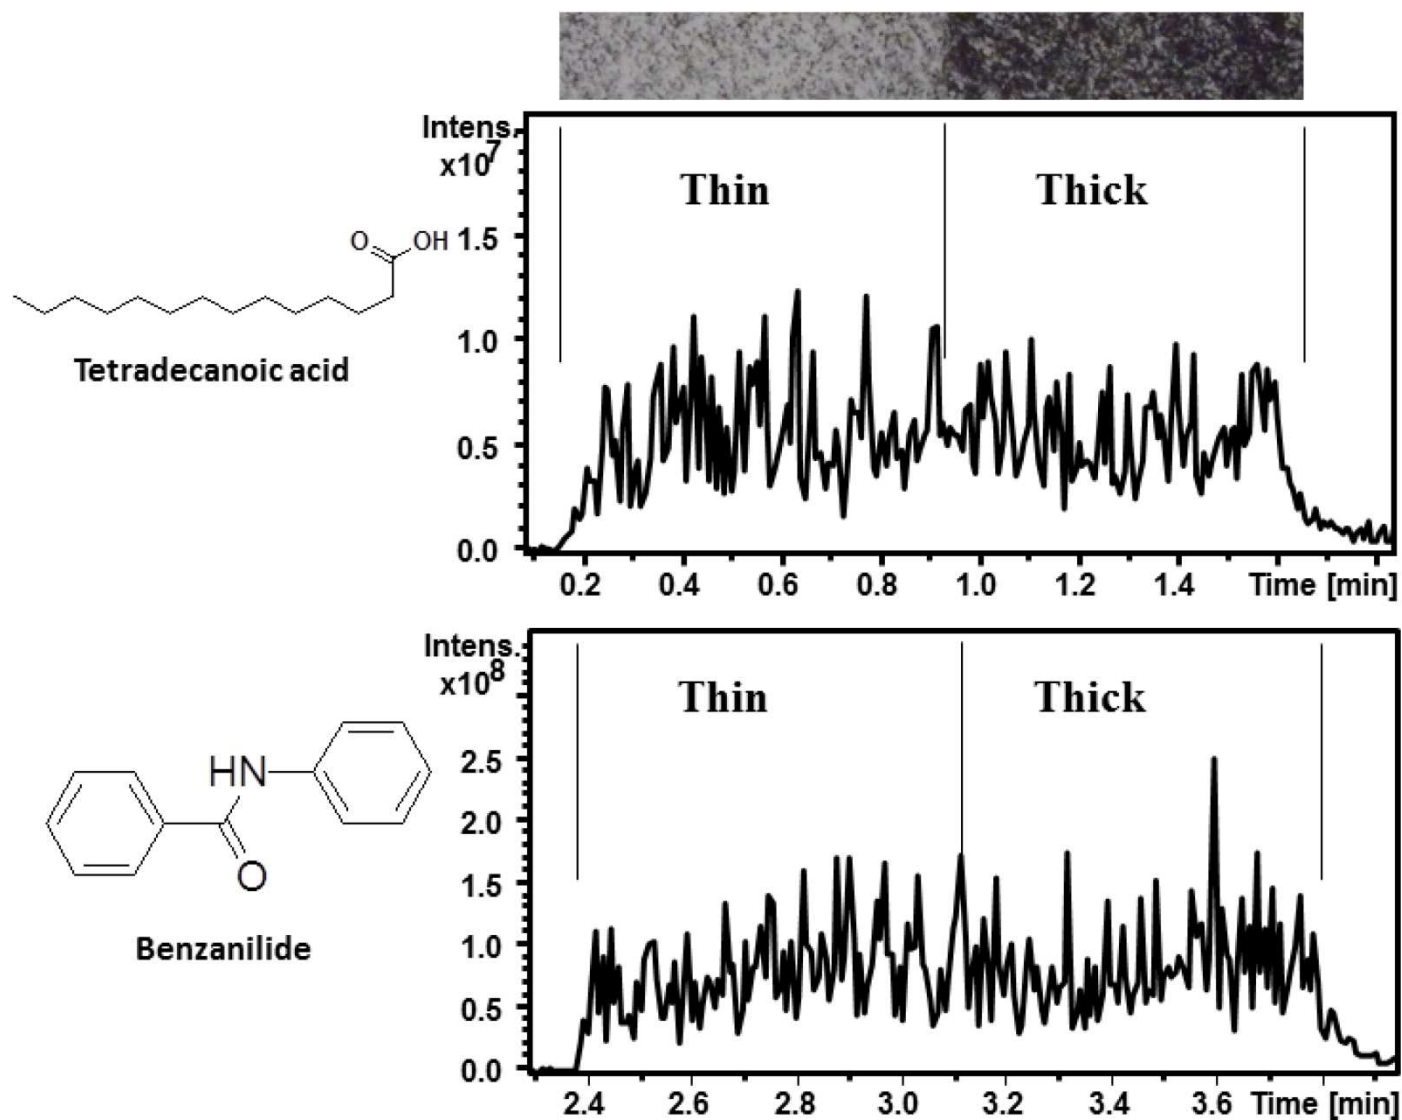 Intens.
x10^7
Thin
Thick
O
OH
1.5
1.0
0.5
0.0
Tetradecanoic acid
0.2 0.4 0.6 0.8 1.0 1.2 1.4 Time [min]
Intens.
x10^8
Thin
Thick
2.5
2.0
1.5
1.0
0.5
0.0
HN
O
Benzanilide
2.4 2.6 2.8 3.0 3.2 3.4 3.6 Time [min]